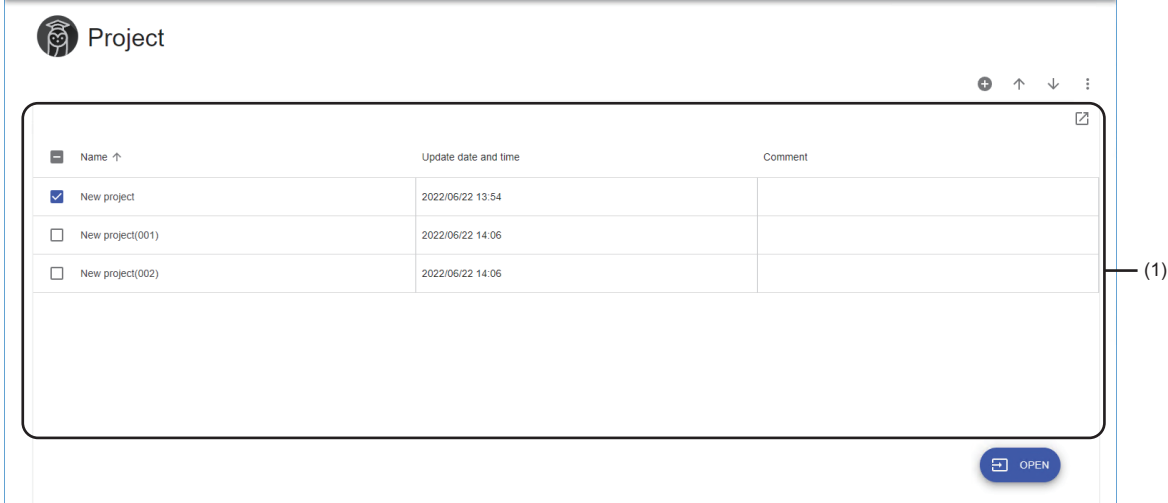 Project
Name Update date and time Comment
New project 2022/06/22 13:54
New project(001) 2022/06/22 14:06
New project(002) 2022/06/22 14:06
(1)
OPEN